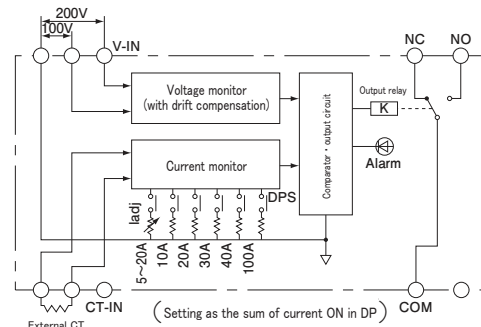 200V
100V
V-IN
NC
NO
Voltage monitor
(with drift compensation)
Comparator・output circuit
Output relay
K
Alarm
Current monitor
DPS
Iadj
5～20A
10A
20A
30A
40A
100A
CT-IN
(Setting as the sum of current ON in DP)
COM
External CT